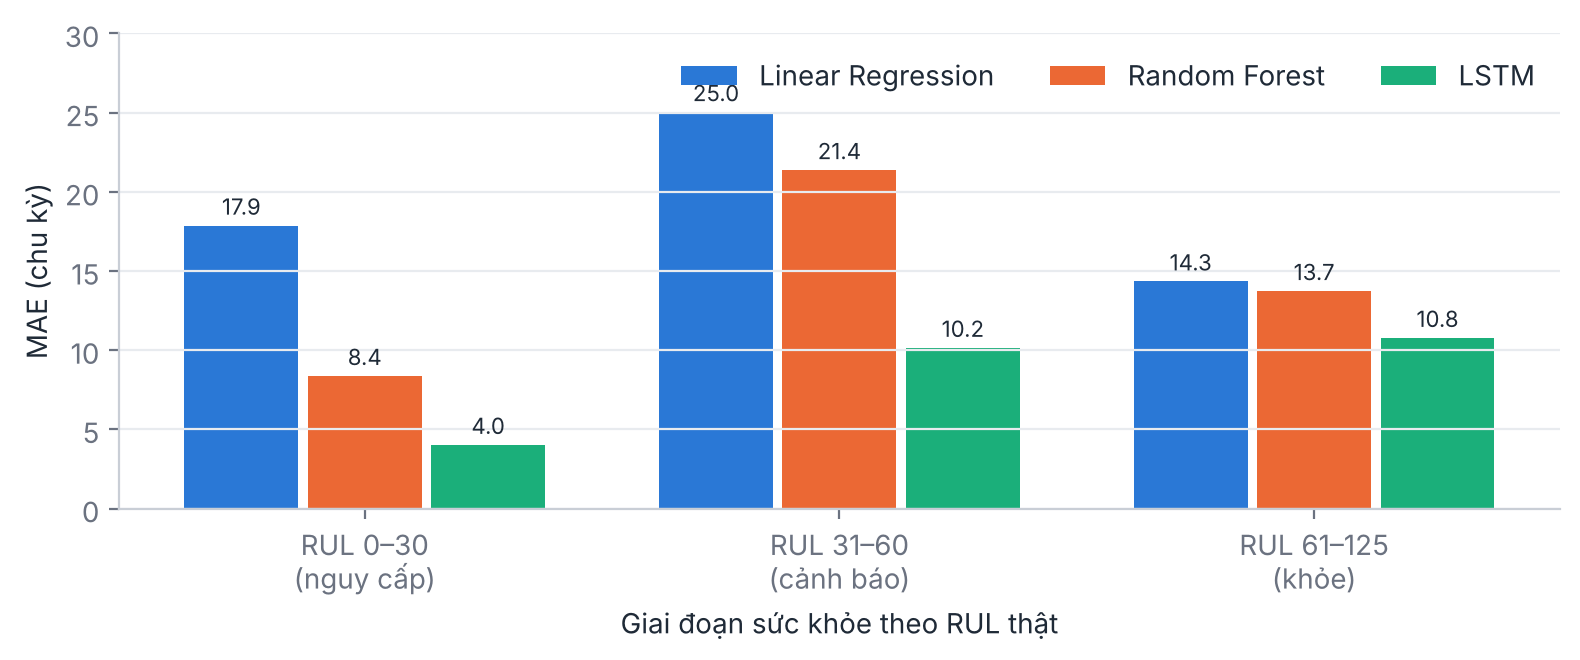 30
25
20
15
10
5
0
MAE (chu kỳ)
Linear Regression
Random Forest
LSTM
17.9
8.4
4.0
25.0
21.4
10.2
14.3
13.7
10.8
RUL 0–30
(nguy cấp)
RUL 31–60
(cảnh báo)
RUL 61–125
(khỏe)
Giai đoạn sức khỏe theo RUL thật